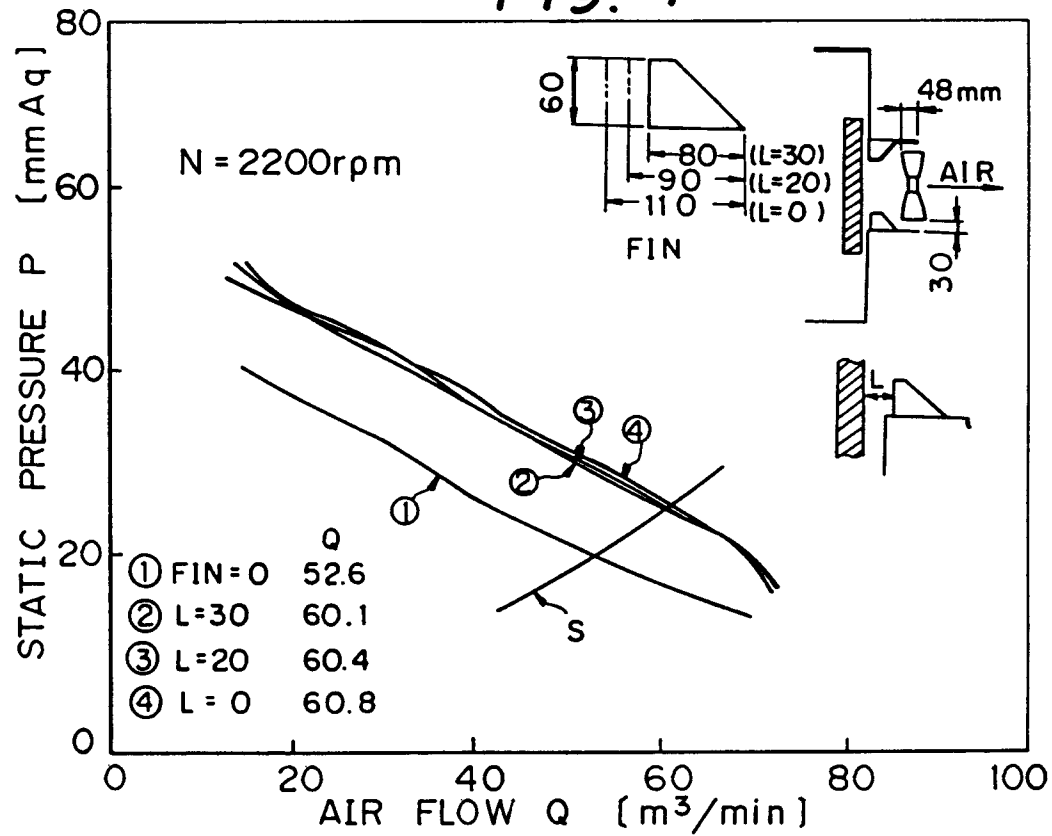 80
60
40
20
0
STATIC PRESSURE P [mmAq]
N = 2200rpm
60
80 (L=30)
90 (L=20)
110 (L=0)
FIN
48mm
AIR
30
L
③
④
②
①
S
Q
① FIN=0 52.6
② L=30 60.1
③ L=20 60.4
④ L = 0 60.8
0 20 40 60 80 100
AIR FLOW Q [m³/min]